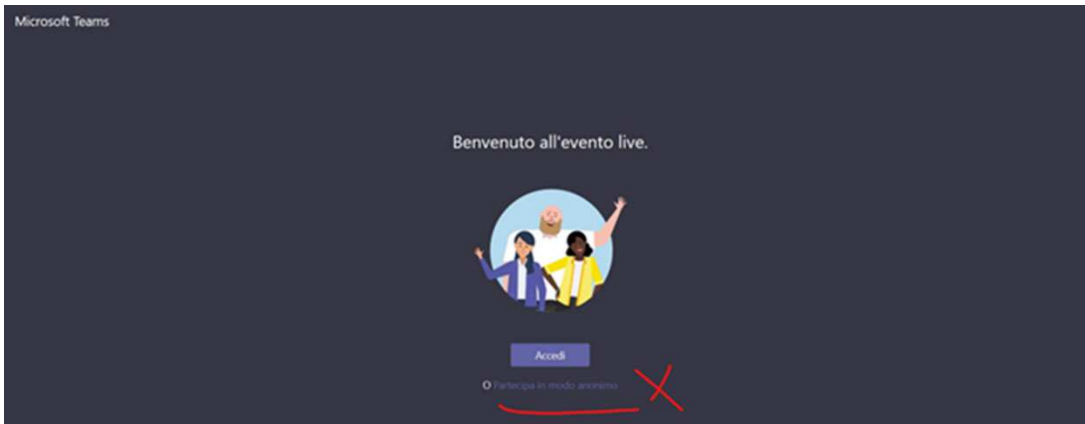 Microsoft Teams
Benvenuto all'evento live.
Accedi
O Partecipa in modo anonimo